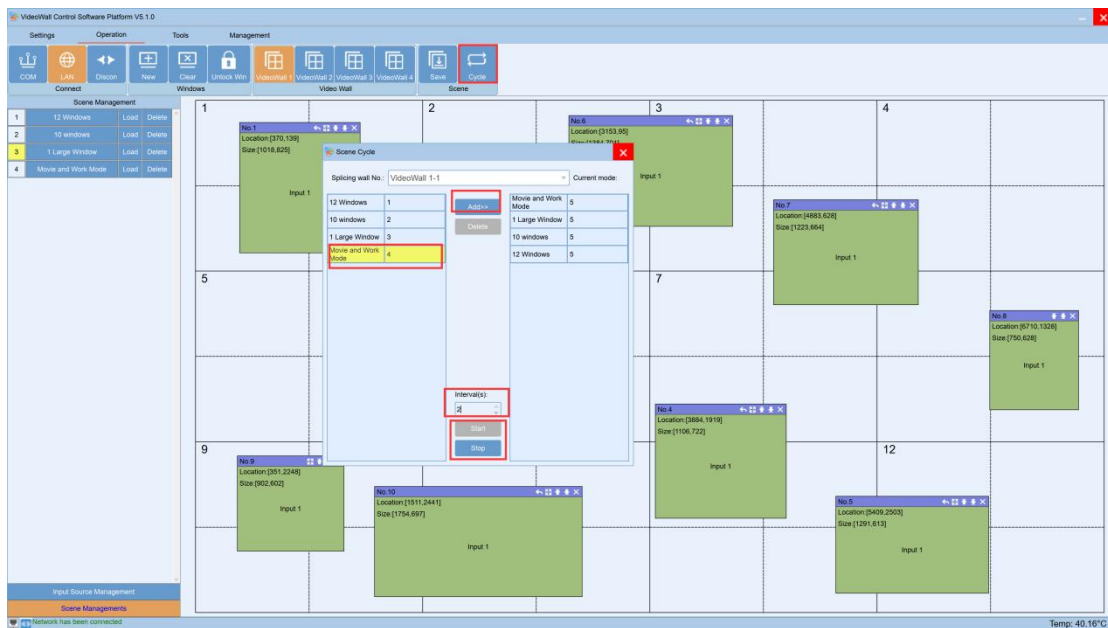 VideoWall Control Software Platform V5.1.0
Settings Operation Tools Management
COM LAN Discon New Clear Unlock Win VideoWall 1 VideoWall 2 VideoWall 3 VideoWall 4 Save Cycle
Connect Windows Video Wall Scene
Scene Management
1 12 Windows Load Delete
2 10 windows Load Delete
3 1 Large Window Load Delete
4 Movie and Work Mode Load Delete
Input Source Management
Scene Managements
Network has been connected
Temp: 40.16°C
1
2
3
4
5
7
9
12
No.1
Location:[370,139]
Size:[1018,825]
Input 1
No.6
Location:[3153,95]
Input 1
No.7
Location:[4883,628]
Size:[1223,664]
Input 1
No.8
Location:[6710,1328]
Size:[750,628]
Input 1
No.4
Location:[3884,1919]
Size:[1106,722]
Input 1
No.9
Location:[351,2248]
Size:[902,602]
Input 1
No.10
Location:[1511,2441]
Size:[1754,697]
Input 1
No.5
Location:[5409,2503]
Size:[1291,613]
Input 1
Scene Cycle
Splicing wall No.: VideoWall 1-1 Current mode:
12 Windows 1
10 windows 2
1 Large Window 3
Movie and Work
Mode 4
Add>>
Delete
Movie and Work
Mode 5
1 Large Window 5
10 windows 5
12 Windows 5
Interval(s):
2
Start
Stop